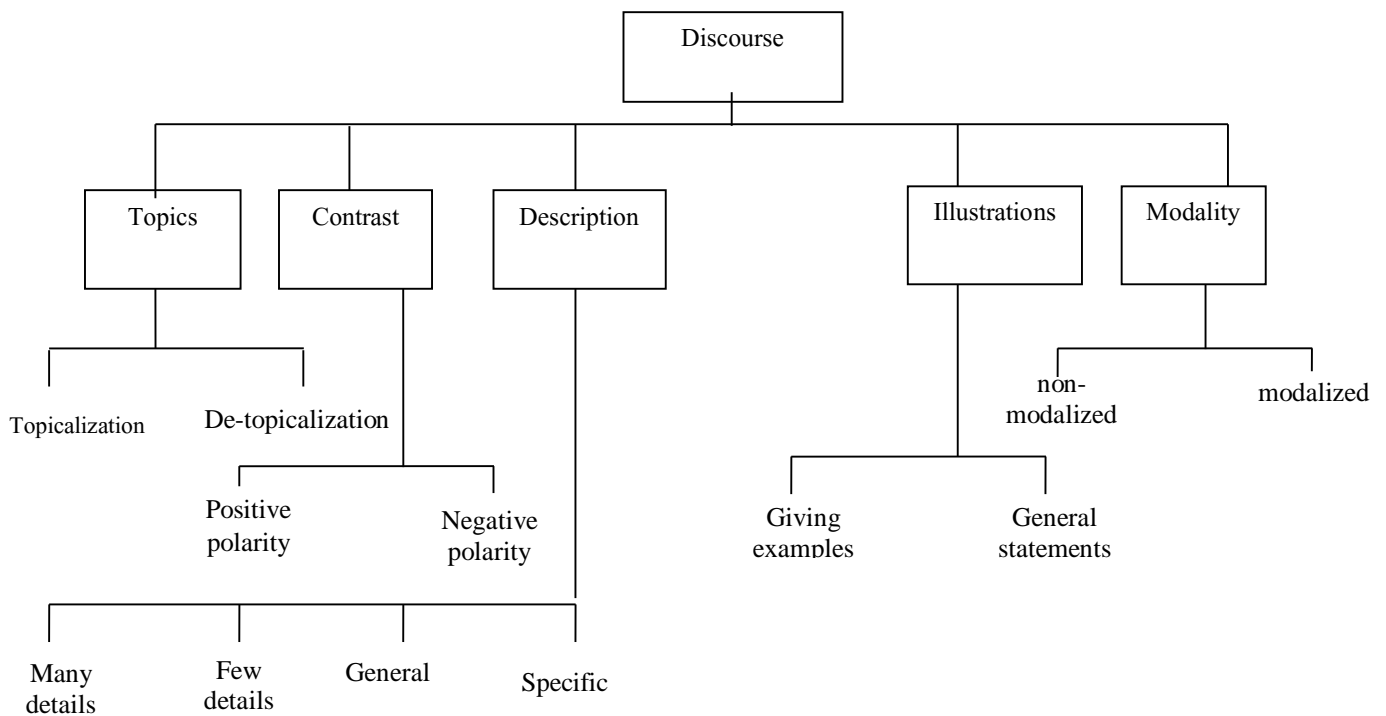 Discourse
Topics
Contrast
Description
Illustrations
Modality
Topicalization
De-topicalization
non-
modalized
modalized
Positive
polarity
Negative
polarity
Giving
examples
General
statements
Many
details
Few
details
General
Specific